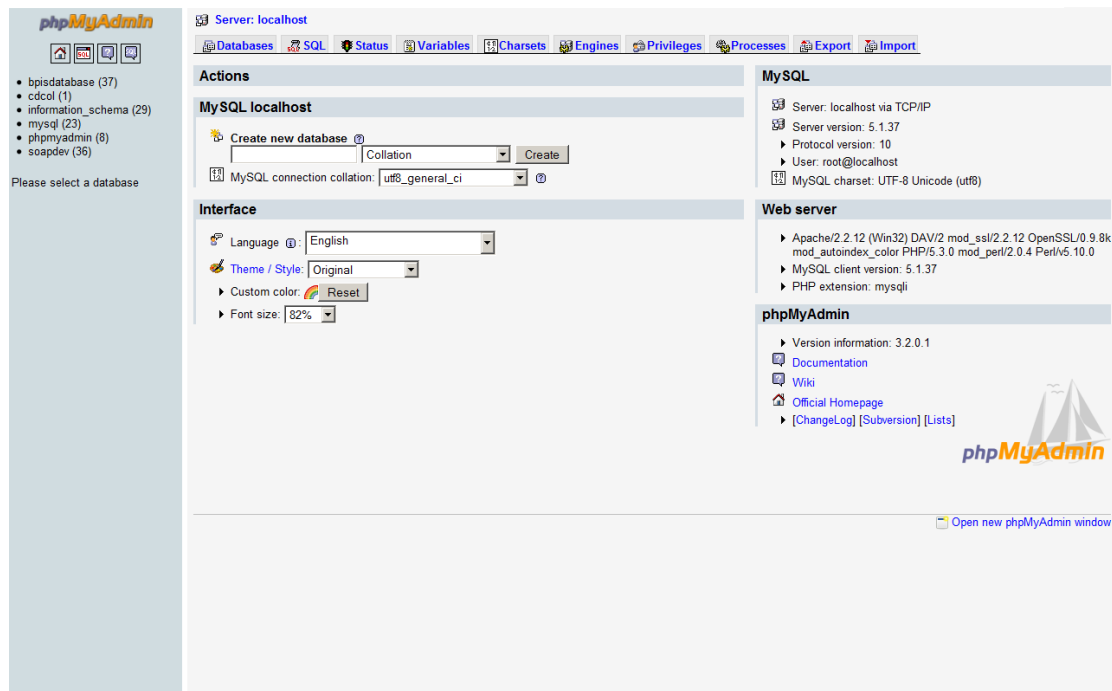 phpMyAdmin
SQL
bpisdatabase (37)
cdcol (1)
information_schema (29)
mysql (23)
phpmyadmin (8)
soapdev (36)
Please select a database
Server: localhost
Databases SQL Status Variables Charsets Engines Privileges Processes Export Import
Actions
MySQL localhost
Create new database
Collation Create
MySQL connection collation: utf8_general_ci
Interface
Language : English
Theme / Style: Original
Custom color: Reset
Font size: 82%
MySQL
Server: localhost via TCP/IP
Server version: 5.1.37
Protocol version: 10
User: root@localhost
MySQL charset: UTF-8 Unicode (utf8)
Web server
Apache/2.2.12 (Win32) DAV/2 mod_ssl/2.2.12 OpenSSL/0.9.8k
mod_autoindex_color PHP/5.3.0 mod_perl/2.0.4 Perl/v5.10.0
MySQL client version: 5.1.37
PHP extension: mysqli
phpMyAdmin
Version information: 3.2.0.1
Documentation
Wiki
Official Homepage
[ChangeLog] [Subversion] [Lists]
phpMyAdmin
Open new phpMyAdmin window